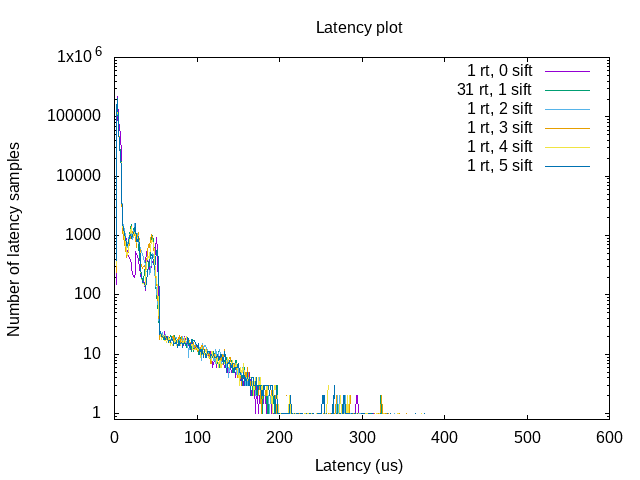 Latency plot
1x10^6
100000
10000
1000
100
10
1
Number of latency samples
1 rt, 0 sift
31 rt, 1 sift
1 rt, 2 sift
1 rt, 3 sift
1 rt, 4 sift
1 rt, 5 sift
0 100 200 300 400 500 600
Latency (us)